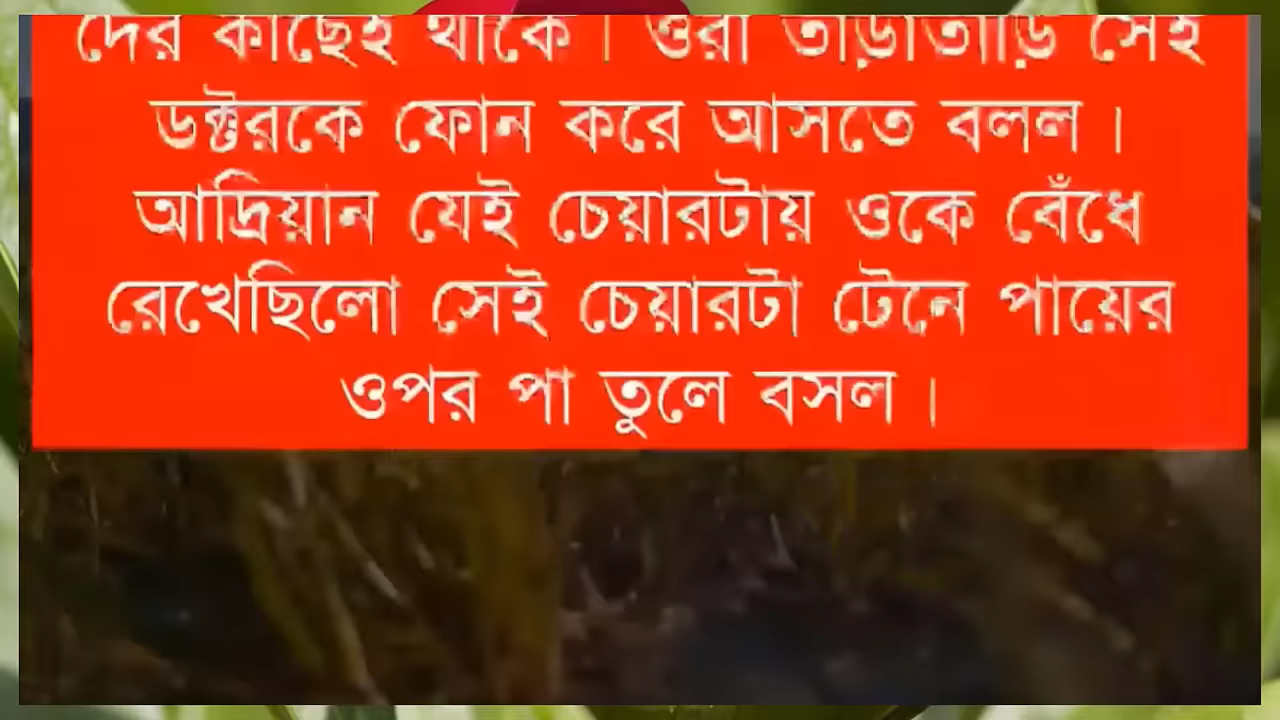 দের কাছেই থাকে। ওরা তাড়াতাড়ি সেই
ডক্টরকে ফোন করে আসতে বলল।
আদ্রিয়ান যেই চেয়ারটায় ওকে বেঁধে
রেখেছিলো সেই চেয়ারটা টেনে পায়ের
ওপর পা তুলে বসল।